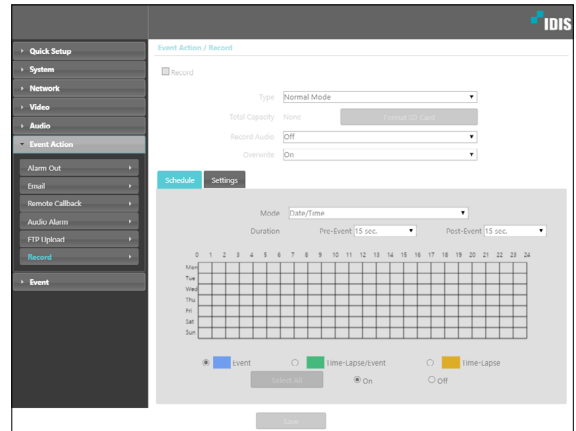 IDIS
Quick Setup
System
Network
Video
Audio
Event Action
Alarm Out
Email
Remote Callback
Audio Alarm
FTP Upload
Record
Event
Event Action / Record
Record
Type Normal Mode
Total Capacity None Format SD Card
Record Audio Off
Overwrite On
Schedule Settings
Mode Date/Time
Duration Pre-Event 15 sec. Post-Event 15 sec.
0 1 2 3 4 5 6 7 8 9 10 11 12 13 14 15 16 17 18 19 20 21 22 23 24
Mon
Tue
Wed
Thu
Fri
Sat
Sun
Event Time-Lapse/Event Time-Lapse
Select All On Off
Save